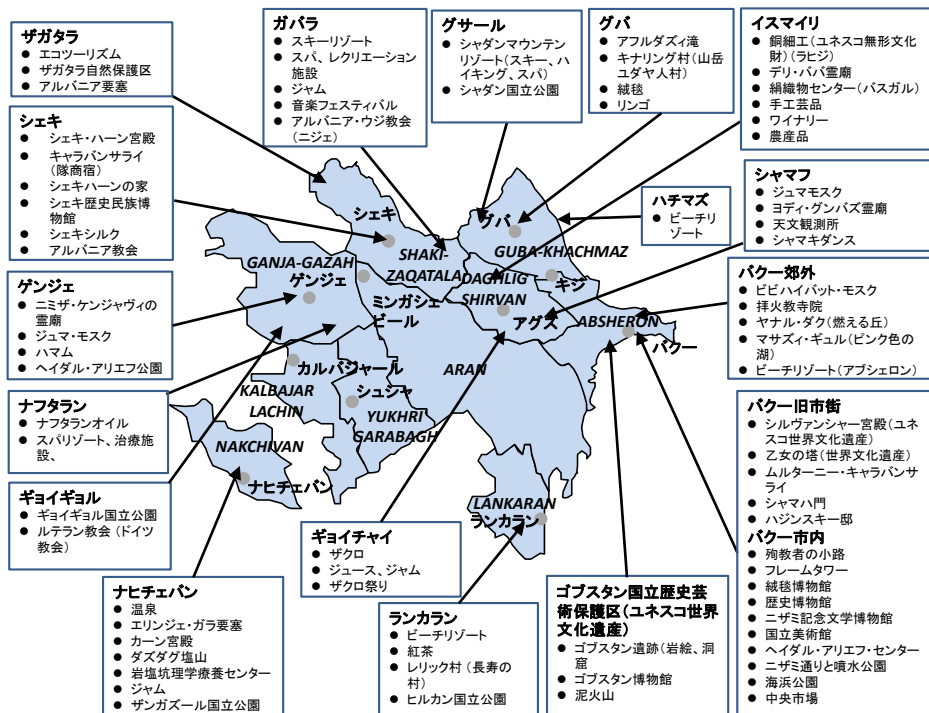 ザガタラ
● エコツーリズム
● ザガタラ自然保護区
● アルバニア要塞
ガバラ
● スキーリゾート
● スパ、レクリエーション
施設
● ジャム
● 音楽フェスティバル
● アルバニア・ウジ教会
(ニジェ)
グサール
● シャダンマウンテン
リゾート(スキー、ハ
イキング、スパ)
● シャダン国立公園
グバ
● アフルダズィ滝
● キナリング村(山岳
ユダヤ人村)
● 絨毯
● リンゴ
イスマイリ
● 銅細工(ユネスコ無形文化
財)(ラヒジ)
● デリ・ババ霊廟
● 絹織物センター(バスガル)
● 手工芸品
● ワイナリー
● 農産品
シェキ
● シェキ・ハーン宮殿
● キャラバンサライ
(隊商宿)
● シェキハーンの家
● シェキ歴史民族博
物館
● シェキシルク
● アルバニア教会
シャマフ
● ジュマモスク
● ヨディ・グンバズ霊廟
● 天文観測所
● シャマキダンス
ハチマズ
● ビーチリ
ゾート
ゲンジェ
● ニミザ・ケンジャヴィの
霊廟
● ジュマ・モスク
● ハマム
● ヘイダル・アリエフ公園
バクー郊外
● ビビハイバット・モスク
● 拝火教寺院
● ヤナル・ダク(燃える丘)
● マサズィ・ギュル(ピンク色の
湖)
● ビーチリゾート(アブシェロン)
シェキ
グバ
GUBA-KHACHMAZ
GANJA-GAZAH
SHAKI-
ZAQATALA
DAGHLIG
SHIRVAN
ゲンジェ
キジ
ミンガシェ
ビール
アグズ
ABSHERON
バクー
カルバジャール
ARAN
KALBAJAR
LACHIN
シュシャ
YUKHRI
GARABAGH
NAKCHIVAN
ナヒチェバン
LANKARAN
ランカラン
ナフタラン
● ナフタランオイル
● スパリゾート、治療施設、
バクー旧市街
● シルヴァンシャー宮殿(ユネ
スコ世界文化遺産)
● 乙女の塔(世界文化遺産)
● ムルターニー・キャラバンサ
ライ
● シャマハ門
● ハジンスキー邸
バクー市内
● 殉教者の小路
● フレームタワー
● 絨毯博物館
● 歴史博物館
● ニザミ記念文学博物館
● 国立美術館
● ヘイダル・アリエフ・センター
● ニザミ通りと噴水公園
● 海浜公園
● 中央市場
ギョイギョル
● ギョイギョル国立公園
● ルテラン教会(ドイツ
教会)
ギョイチャイ
● ザクロ
● ジュース、ジャム
● ザクロ祭り
ナヒチェバン
● 温泉
● エリンジェ・ガラ要塞
● カーン宮殿
● ダズダグ塩山
● 岩塩坑理学療養センター
● ジャム
● ザンガズール国立公園
ランカラン
● ビーチリゾート
● 紅茶
● レリック村(長寿の
村)
● ヒルカン国立公園
ゴブスタン国立歴史芸
術保護区(ユネスコ世界
文化遺産)
● ゴブスタン遺跡(岩絵、洞
窟)
● ゴブスタン博物館
● 泥火山